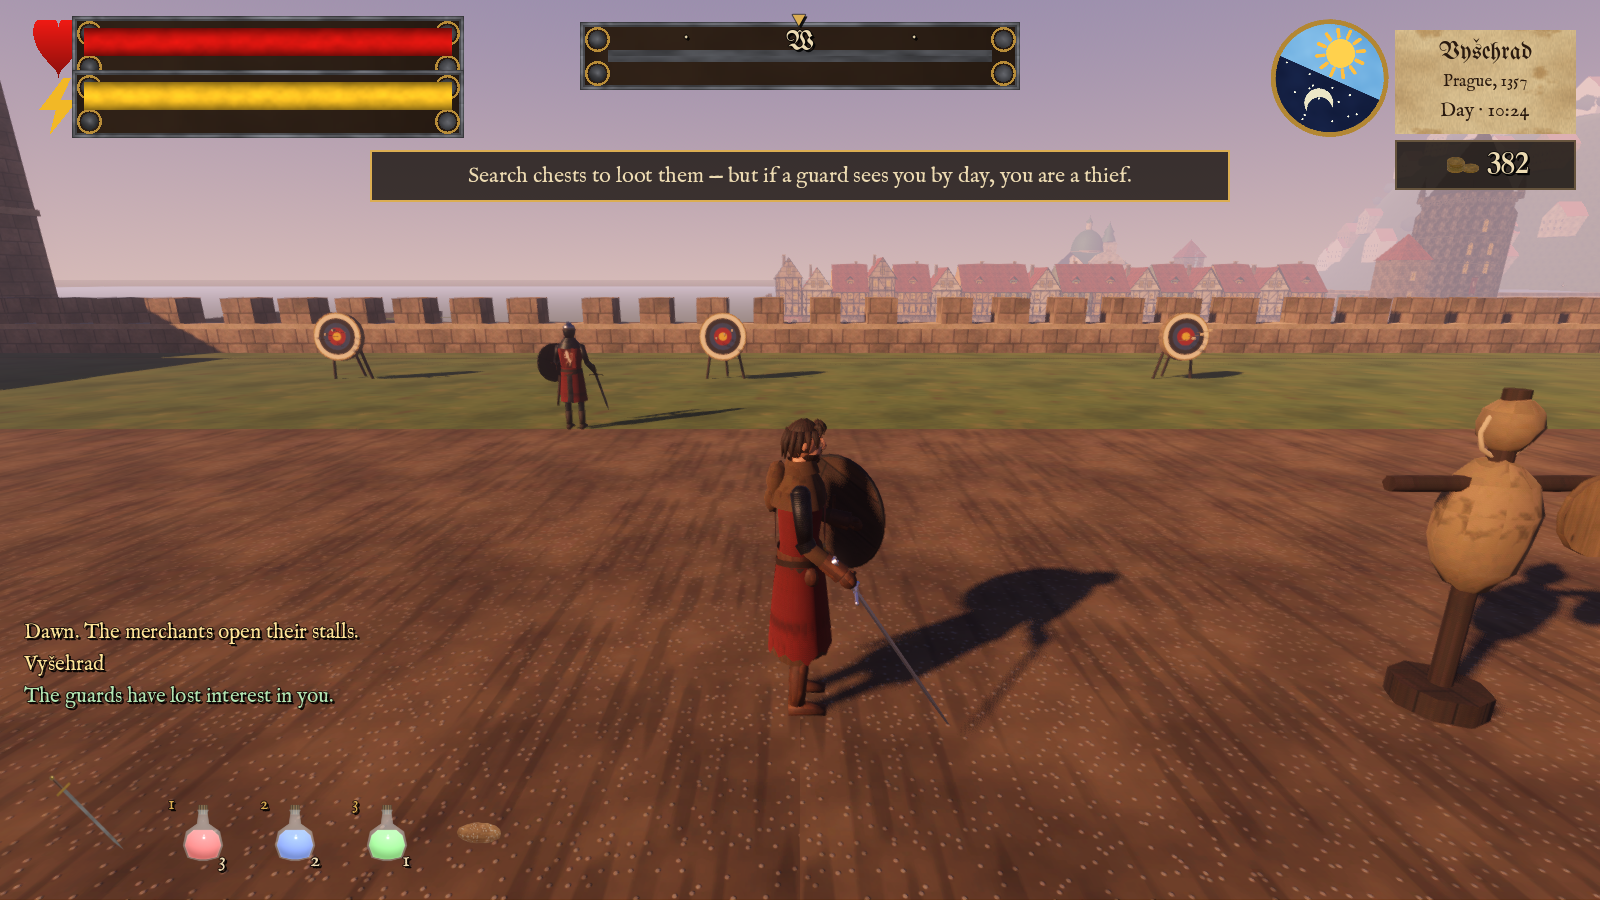 W
Vyšehrad
Prague, 1357
Day · 10:24
382
Search chests to loot them – but if a guard sees you by day, you are a thief.
Dawn. The merchants open their stalls.
Vyšehrad
The guards have lost interest in you.
1 2 3
3 2 1